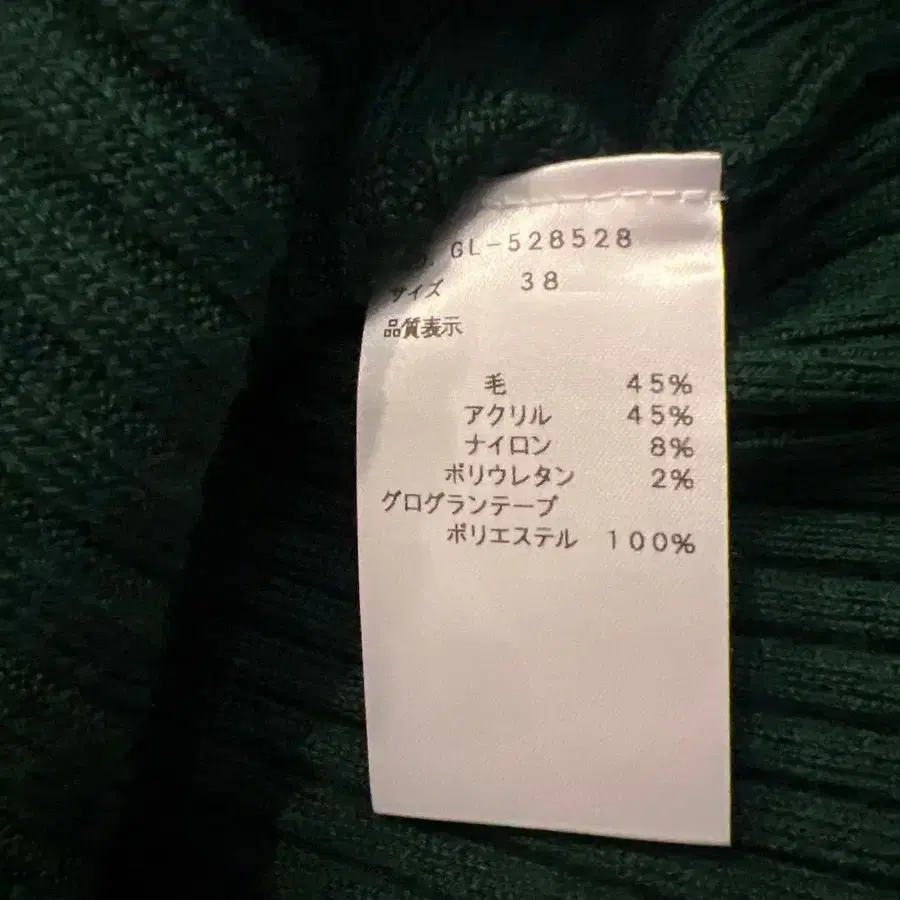 GL-528528
サイズ 38
品質表示
毛 45%
アクリル 45%
ナイロン 8%
ポリウレタン 2%
グログランテープ
ポリエステル 100%